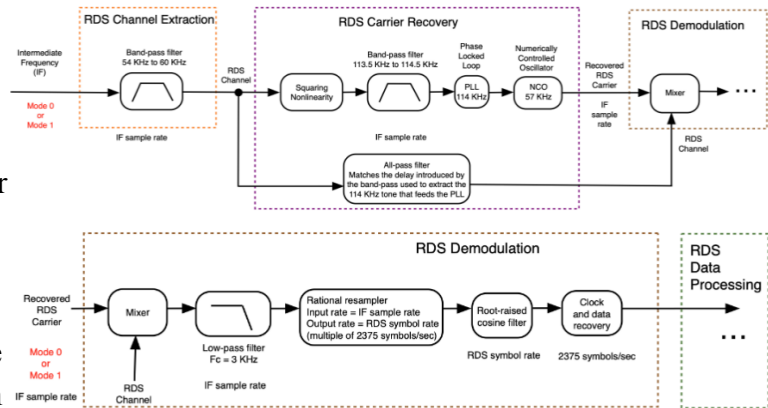 RDS Channel Extraction
Intermediate
Frequency
(IF)
Mode 0
or
Mode 1
Band-pass filter
54 KHz to 60 KHz
IF sample rate
RDS
Channel
RDS Carrier Recovery
Squaring
Nonlinearity
Band-pass filter
113.5 KHz to 114.5 KHz
IF sample rate
Phase
Locked
Loop
PLL
114 KHz
Numerically
Controlled
Oscillator
NCO
57 KHz
All-pass filter
Matches the delay introduced by
the band-pass used to extract the
114 KHz tone that feeds the PLL
Recovered
RDS
Carrier
IF
sample
rate
RDS Demodulation
Mixer
...
RDS
Channel
r
RDS Demodulation
Recovered
RDS
Carrier
Mode 0
or
Mode 1
IF sample rate
Mixer
RDS
Channel
Low-pass filter
Fc = 3 KHz
IF sample rate
Rational resampler
Input rate = IF sample rate
Output rate = RDS symbol rate
(multiple of 2375 symbols/sec)
Root-raised
cosine filter
RDS symbol rate
Clock
and data
recovery
2375 symbols/sec
RDS
Data
Processing
...